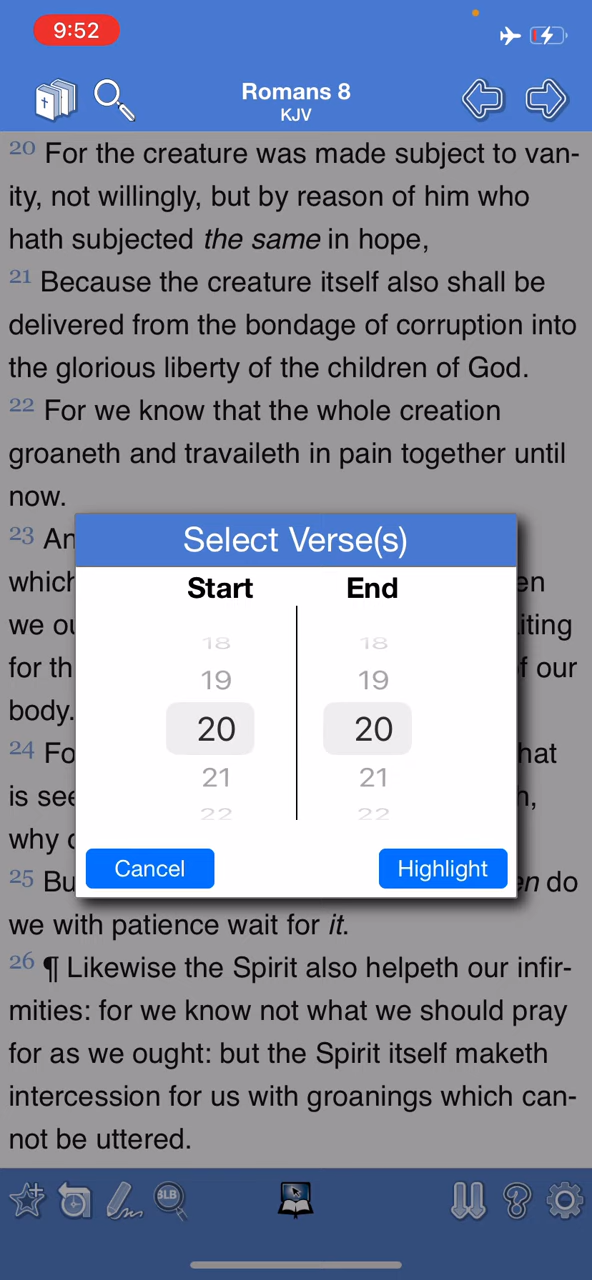 9:52
Romans 8
KJV
20 For the creature was made subject to van-
ity, not willingly, but by reason of him who
hath subjected the same in hope,
21 Because the creature itself also shall be
delivered from the bondage of corruption into
the glorious liberty of the children of God.
22 For we know that the whole creation
groaneth and travaileth in pain together until
now.
23 An
which en
we ou iting
for th f our
body.
24 Fo hat
is see h,
why
25 Bu en do
we with patience wait for it.
26 ¶ Likewise the Spirit also helpeth our infir-
mities: for we know not what we should pray
for as we ought: but the Spirit itself maketh
intercession for us with groanings which can-
not be uttered.
Select Verse(s)
Start End
18 18
19 19
20 20
21 21
22 22
Cancel Highlight
BLB